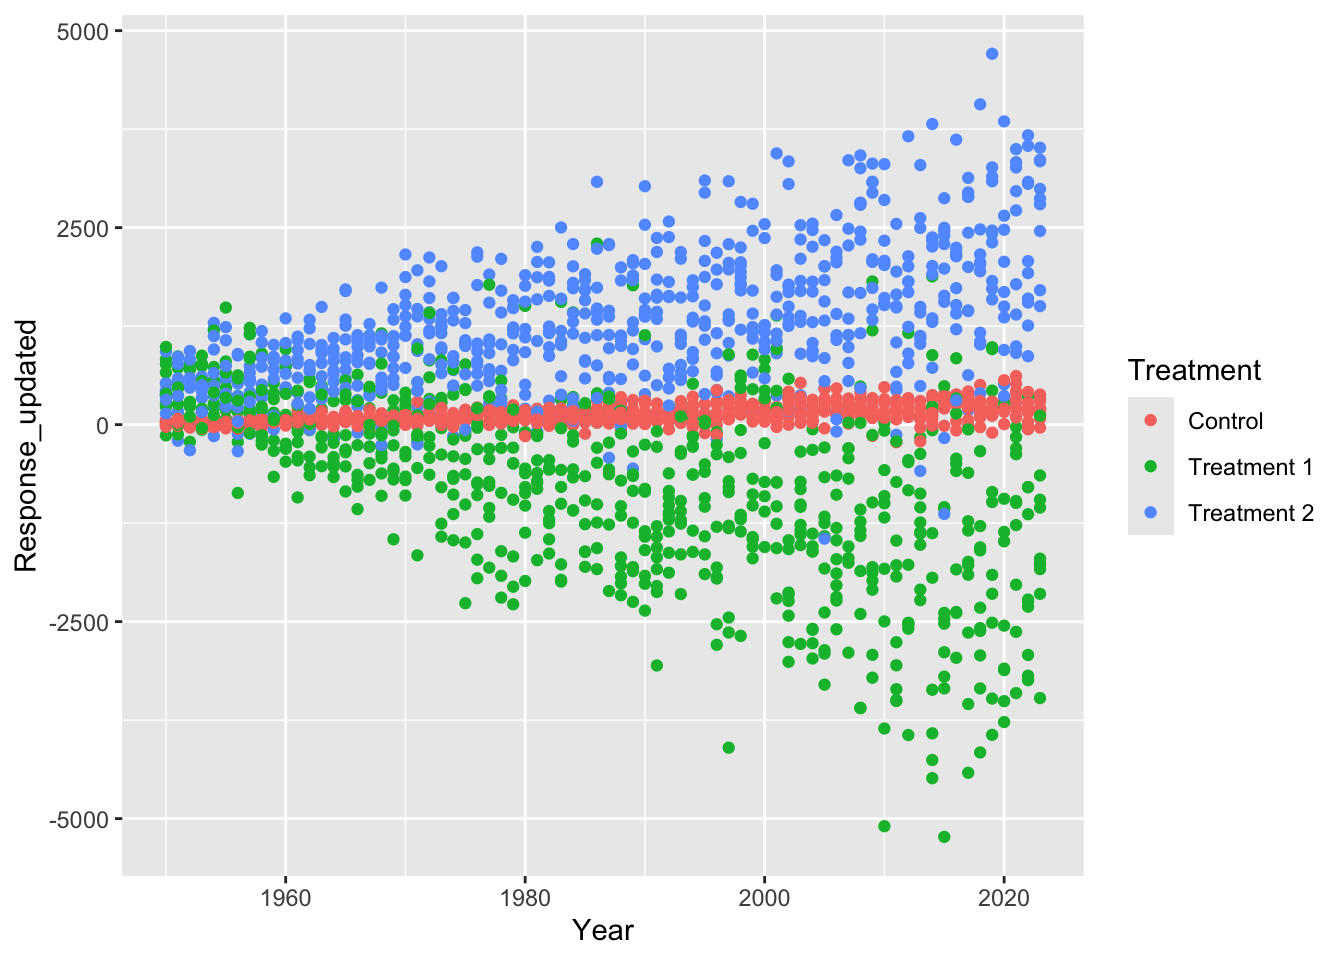 5000
2500
0
-2500
-5000
Response_updated
1960
1980
2000
2020
Year
Treatment
Control
Treatment 1
Treatment 2